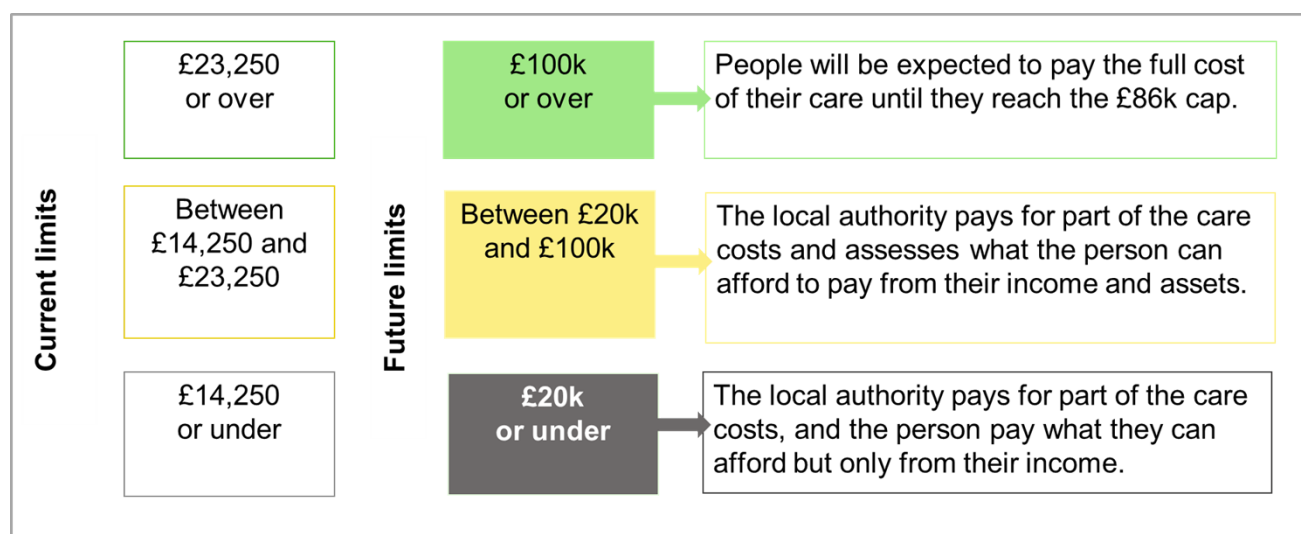 Current limits
£23,250
or over
Between
£14,250 and
£23,250
£14,250
or under
Future limits
£100k
or over
People will be expected to pay the full cost
of their care until they reach the £86k cap.
Between £20k
and £100k
The local authority pays for part of the care
costs and assesses what the person can
afford to pay from their income and assets.
£20k
or under
The local authority pays for part of the care
costs, and the person pay what they can
afford but only from their income.